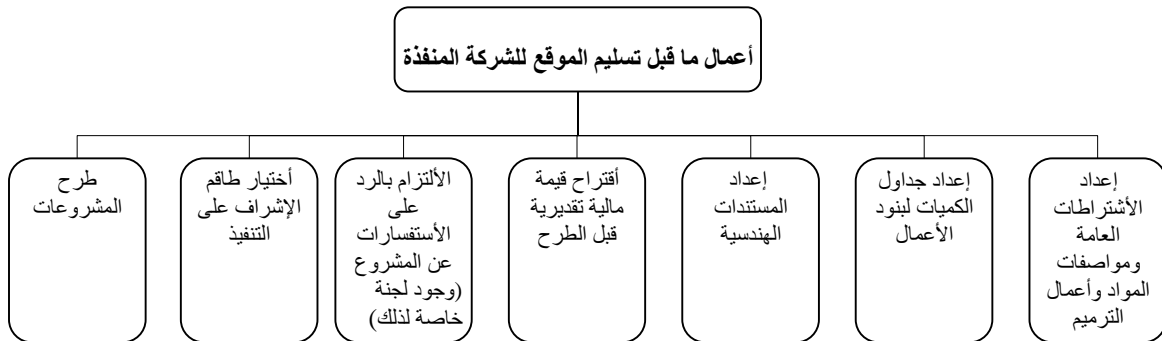 أعمال ما قبل تسليم الموقع للشركة المنفذة
إعداد
الأشتراطات
العامة
ومواصفات
المواد وأعمال
الترميم
إعداد جداول
الكميات لبنود
الأعمال
إعداد
المستندات
الهندسية
أقتراح قيمة
مالية تقديرية
قبل الطرح
الألتزام بالرد
على
الأستفسارات
عن المشروع
(وجود لجنة
خاصة لذلك)
أختيار طاقم
الإشراف على
التنفيذ
طرح
المشروعات